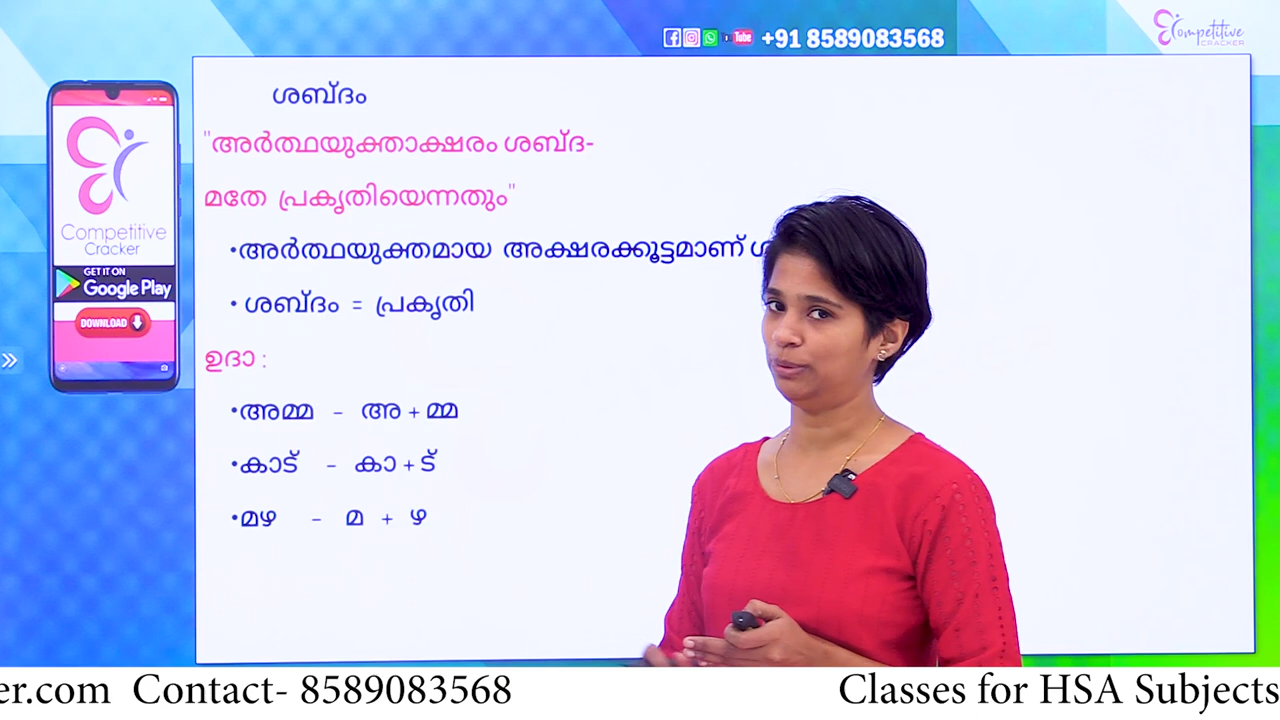 +91 8589083568
Competitive
CRACKER
ശബ്ദം
"അർത്ഥയുക്താക്ഷരം ശബ്ദ-
മതേ പ്രകൃതിയെന്നതും"
•അർത്ഥയുക്തമായ അക്ഷരക്കൂട്ടമാണ്
• ശബ്ദം = പ്രകൃതി
ഉദാ :
•അമ്മ - അ + മ്മ
•കാട് - കാ + ട്
•മഴ - മ + ഴ
Competitive
Cracker
GET IT ON
Google Play
DOWNLOAD
er.com Contact- 8589083568 Classes for HSA Subjects